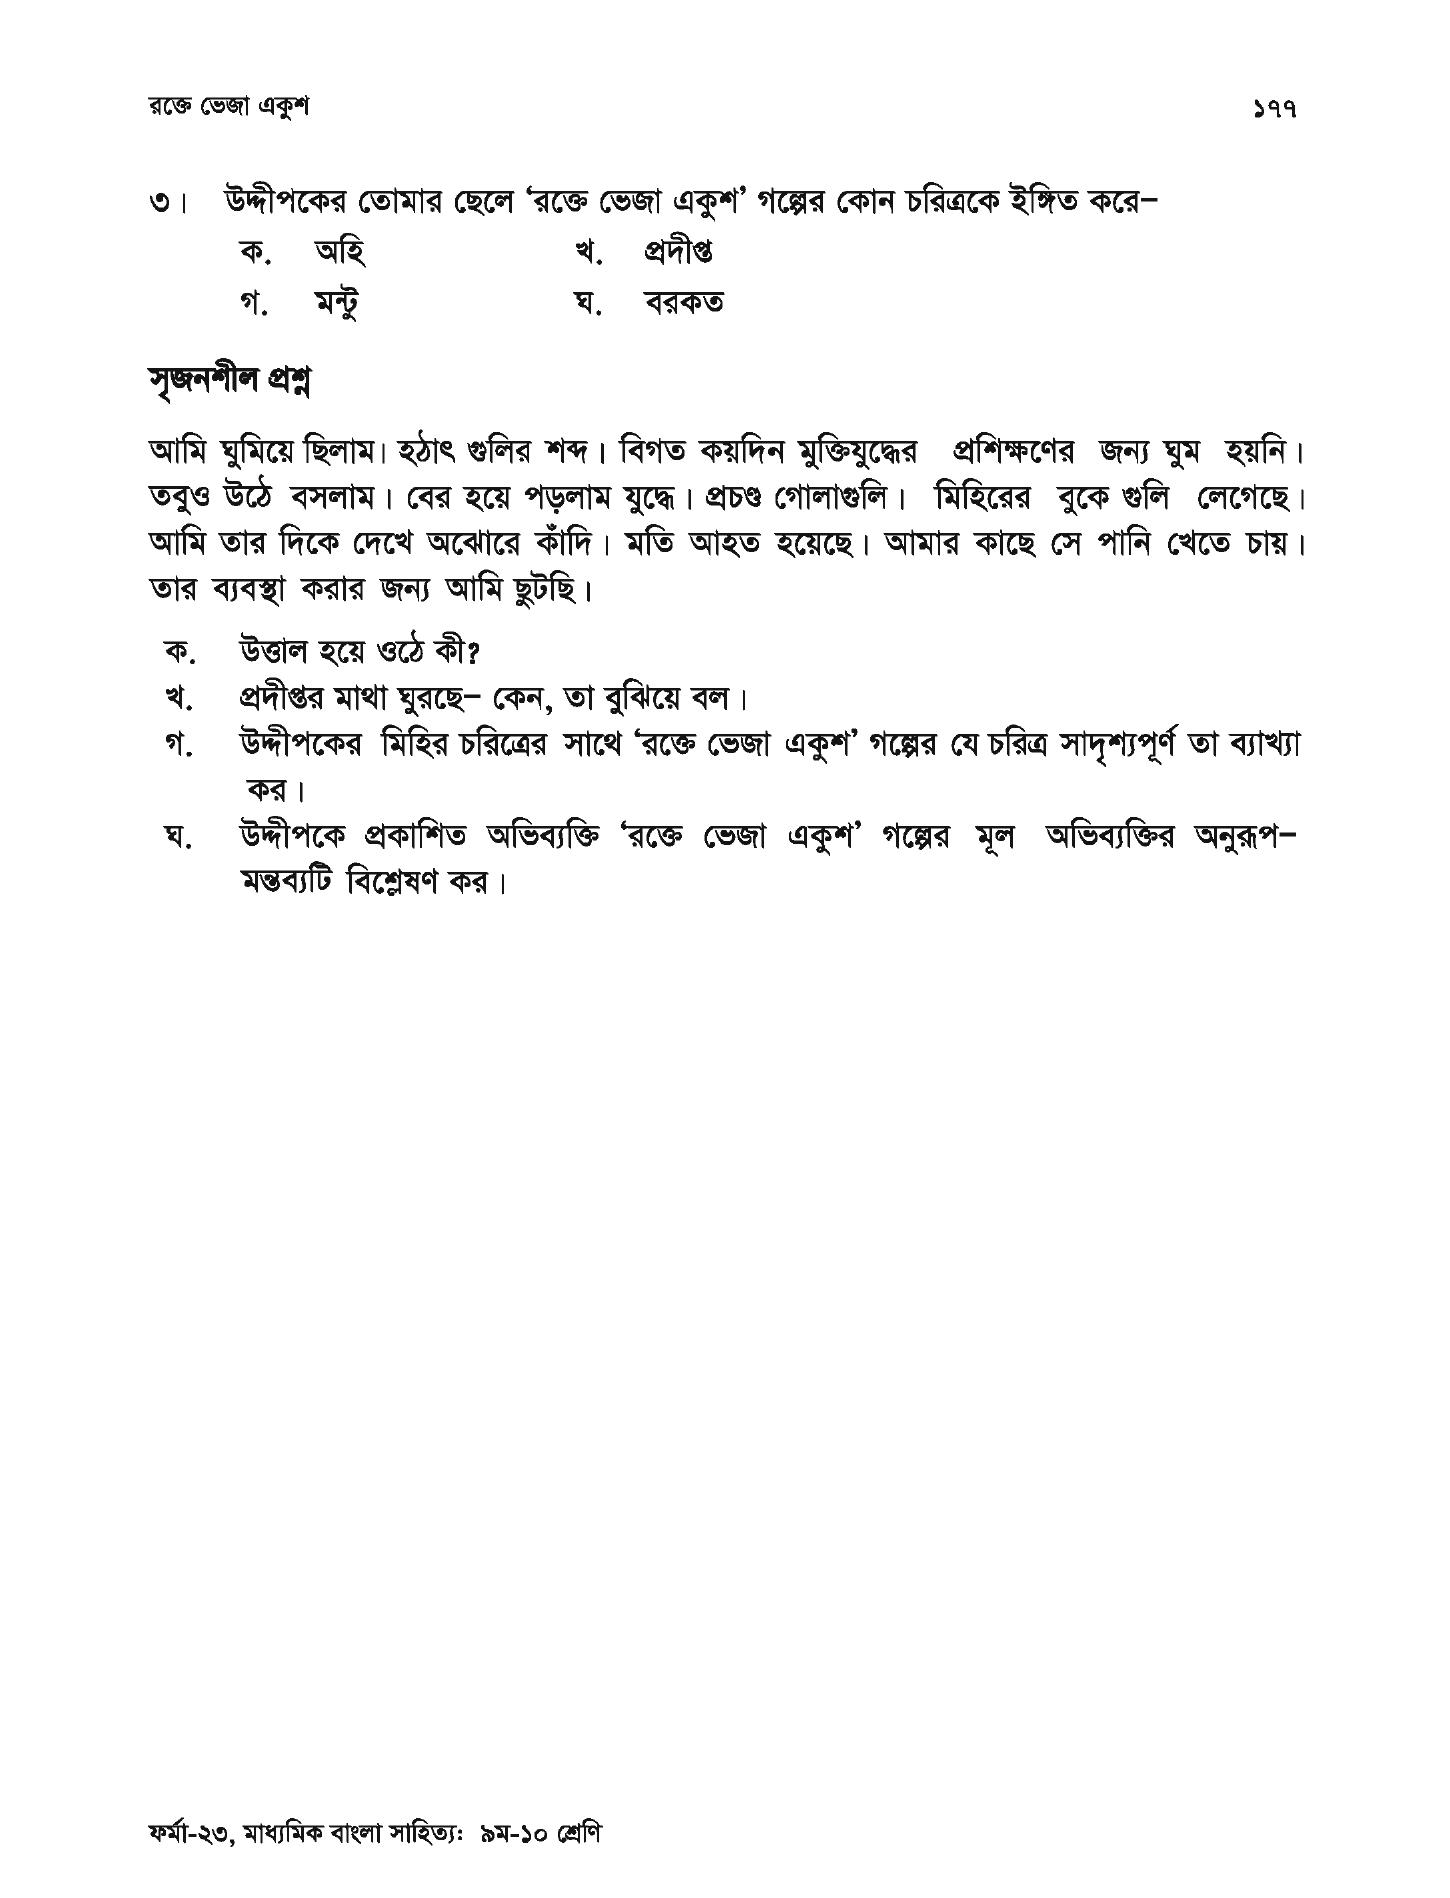 রক্তে ভেজা একুশ ১৭৭
৩। উদ্দীপকের তোমার ছেলে ‘রক্তে ভেজা একুশ’ গল্পের কোন চরিত্রকে ইঙ্গিত করে–
ক. অহি খ. প্রদীপ্ত
গ. মন্টু ঘ. বরকত
সৃজনশীল প্রশ্ন
আমি ঘুমিয়ে ছিলাম। হঠাৎ গুলির শব্দ। বিগত কয়দিন মুক্তিযুদ্ধের প্রশিক্ষণের জন্য ঘুম হয়নি।
তবুও উঠে বসলাম। বের হয়ে পড়লাম যুদ্ধে। প্রচণ্ড গোলাগুলি। মিহিরের বুকে গুলি লেগেছে।
আমি তার দিকে দেখে অঝোরে কাঁদি। মতি আহত হয়েছে। আমার কাছে সে পানি খেতে চায়।
তার ব্যবস্থা করার জন্য আমি ছুটছি।
ক. উত্তাল হয়ে ওঠে কী?
খ. প্রদীপ্তর মাথা ঘুরছে– কেন, তা বুঝিয়ে বল।
গ. উদ্দীপকের মিহির চরিত্রের সাথে ‘রক্তে ভেজা একুশ’ গল্পের যে চরিত্র সাদৃশ্যপূর্ণ তা ব্যাখ্যা
কর।
ঘ. উদ্দীপকে প্রকাশিত অভিব্যক্তি ‘রক্তে ভেজা একুশ’ গল্পের মূল অভিব্যক্তির অনুরূপ–
মন্তব্যটি বিশ্লেষণ কর।
ফর্মা-২৩, মাধ্যমিক বাংলা সাহিত্য: ৯ম-১০ শ্রেণি